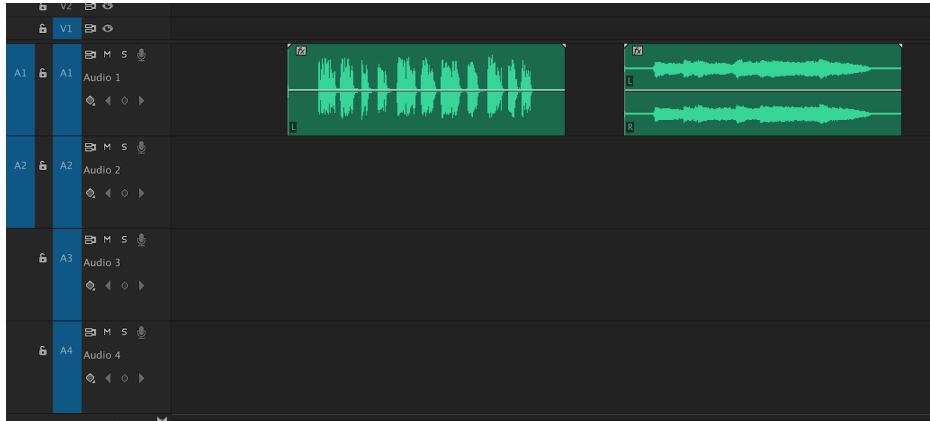 V2
V1
A1 A1 M S
Audio 1
fx
L
fx
L
R
A2 A2 M S
Audio 2
A3 M S
Audio 3
A4 M S
Audio 4